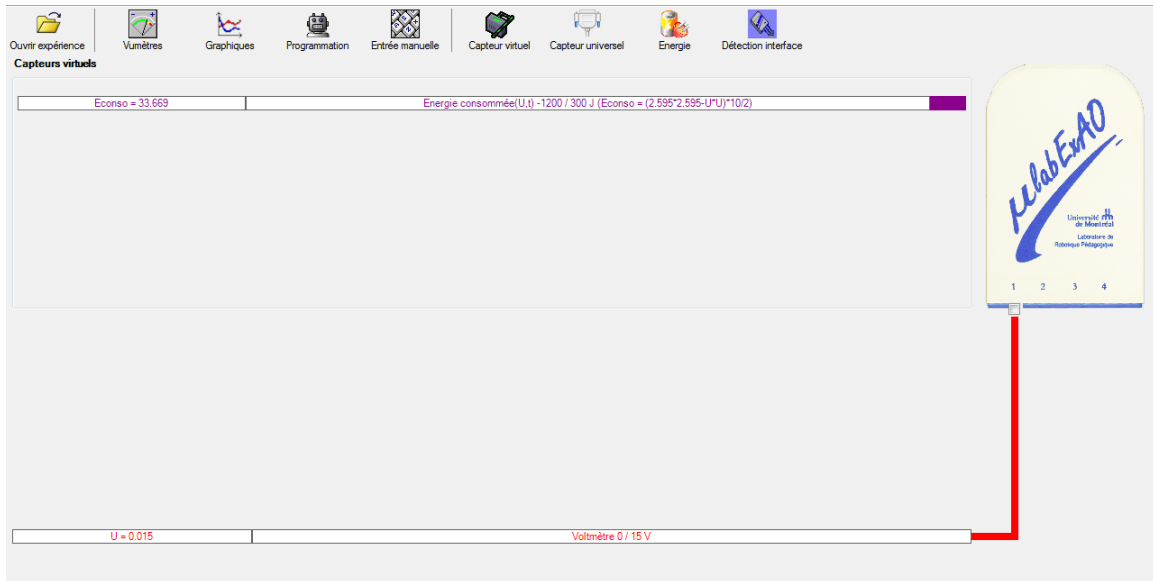 Ouvrir expérience Vumètres Graphiques Programmation Entrée manuelle Capteur virtuel Capteur universel Energie Détection interface
Capteurs virtuels
Econso = 33.669 Energie consommée(U,t) -1200 / 300 J (Econso = (2.595*2.595-U*U)*10/2)
µlabExAO
Université
de Montréal
Laboratoire de
Robotique Pédagogique
1 2 3 4
U = 0.015 Voltmètre 0 / 15 V